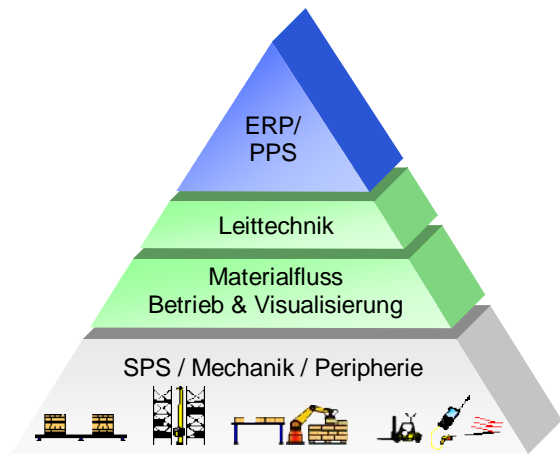 ERP/
PPS
Leittechnik
Materialfluss
Betrieb & Visualisierung
SPS / Mechanik / Peripherie